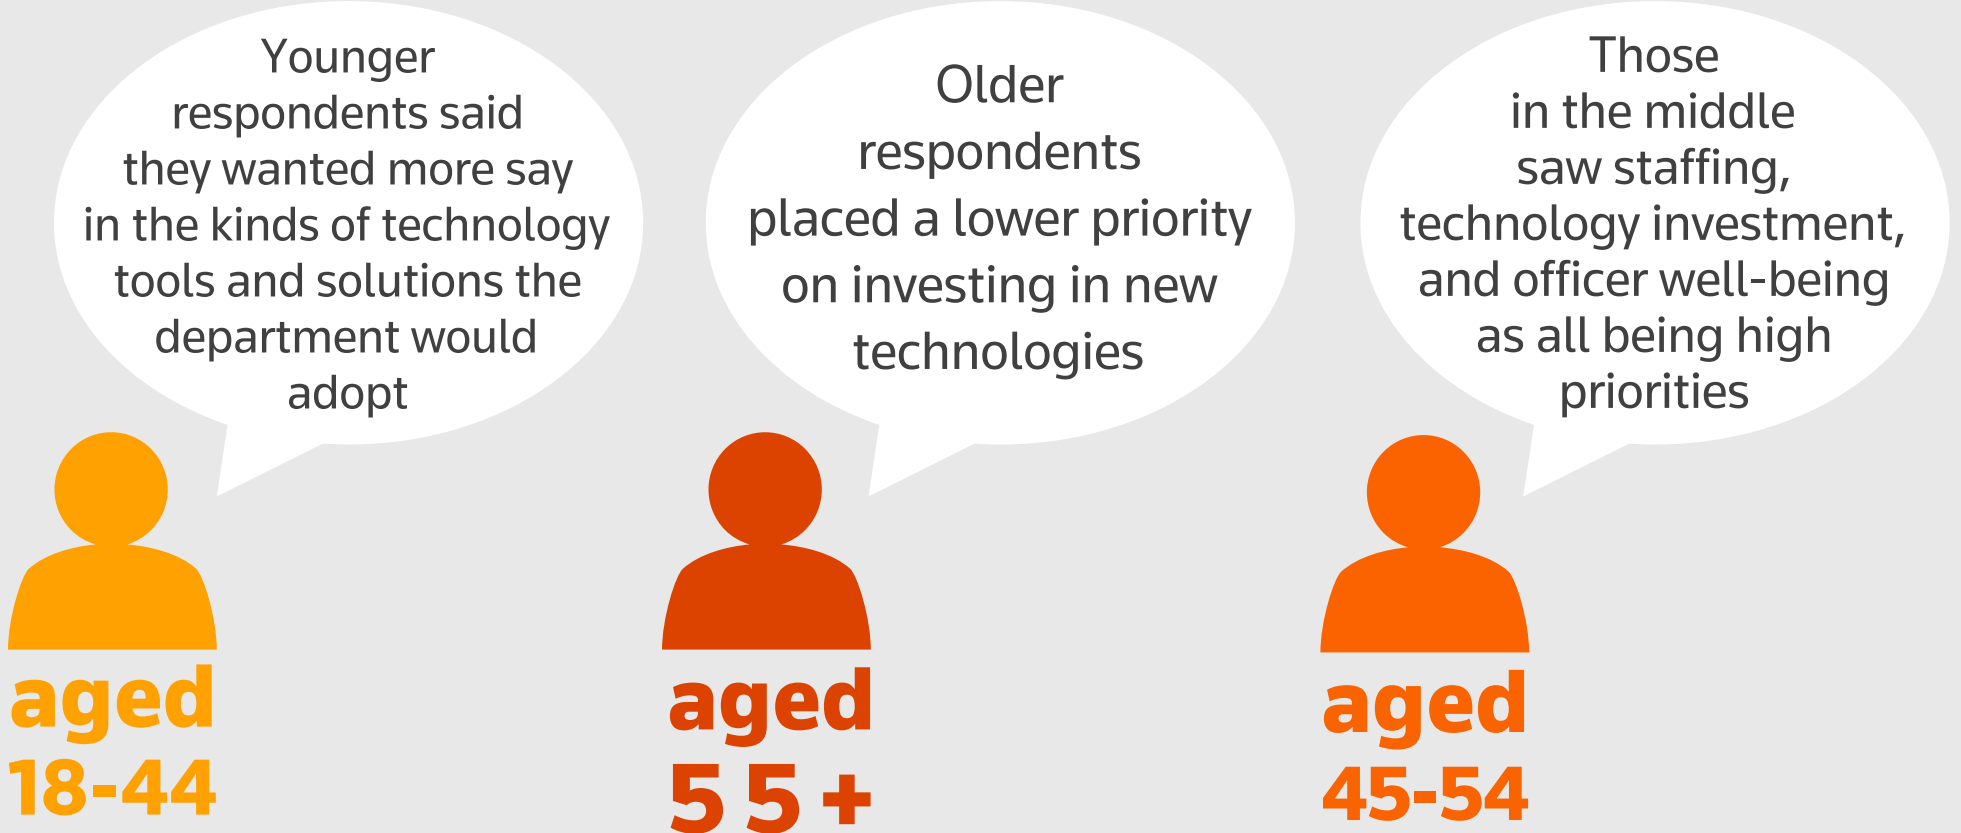 Younger
respondents said
they wanted more say
in the kinds of technology
tools and solutions the
department would
adopt
aged
18-44
Older
respondents
placed a lower priority
on investing in new
technologies
aged
55+
Those
in the middle
saw staffing,
technology investment,
and officer well-being
as all being high
priorities
aged
45-54